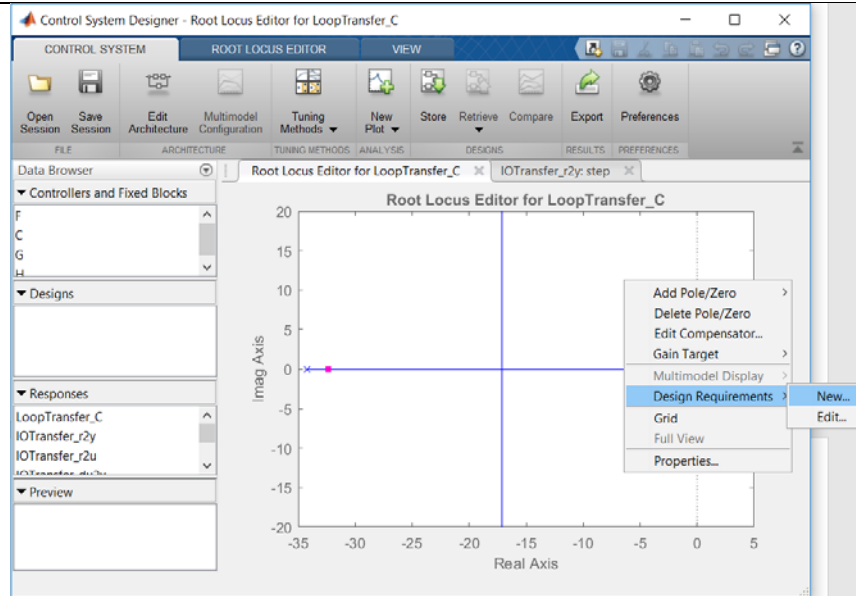 Control System Designer - Root Locus Editor for LoopTransfer_C
CONTROL SYSTEM ROOT LOCUS EDITOR VIEW
Open Session
Save Session
Edit Architecture
Multimodel Configuration
Tuning Methods
New Plot
Store
Retrieve
Compare
Export
Preferences
FILE ARCHITECTURE TUNING METHODS ANALYSIS DESIGNS RESULTS PREFERENCES
Data Browser
Root Locus Editor for LoopTransfer_C
IOTransfer_r2y: step
Controllers and Fixed Blocks
F
C
G
H
Designs
Responses
LoopTransfer_C
IOTransfer_r2y
IOTransfer_r2u
IOTransfer_du2y
Preview
Root Locus Editor for LoopTransfer_C
20
15
10
5
0
-5
-10
-15
-20
Imag Axis
-35 -30 -25 -20 -15 -10 -5 0 5
Real Axis
Add Pole/Zero
Delete Pole/Zero
Edit Compensator...
Gain Target
Multimodel Display
Design Requirements
Grid
Full View
Properties...
New...
Edit...